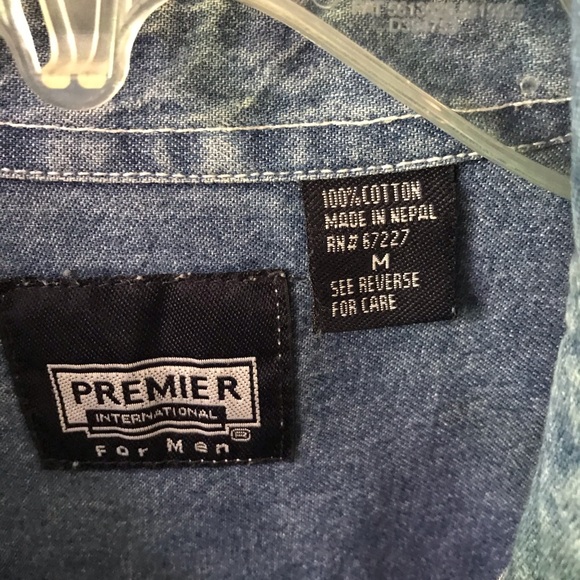 100% COTTON
MADE IN NEPAL
RN# 67227
M
SEE REVERSE
FOR CARE
PREMIER
INTERNATIONAL
For Men